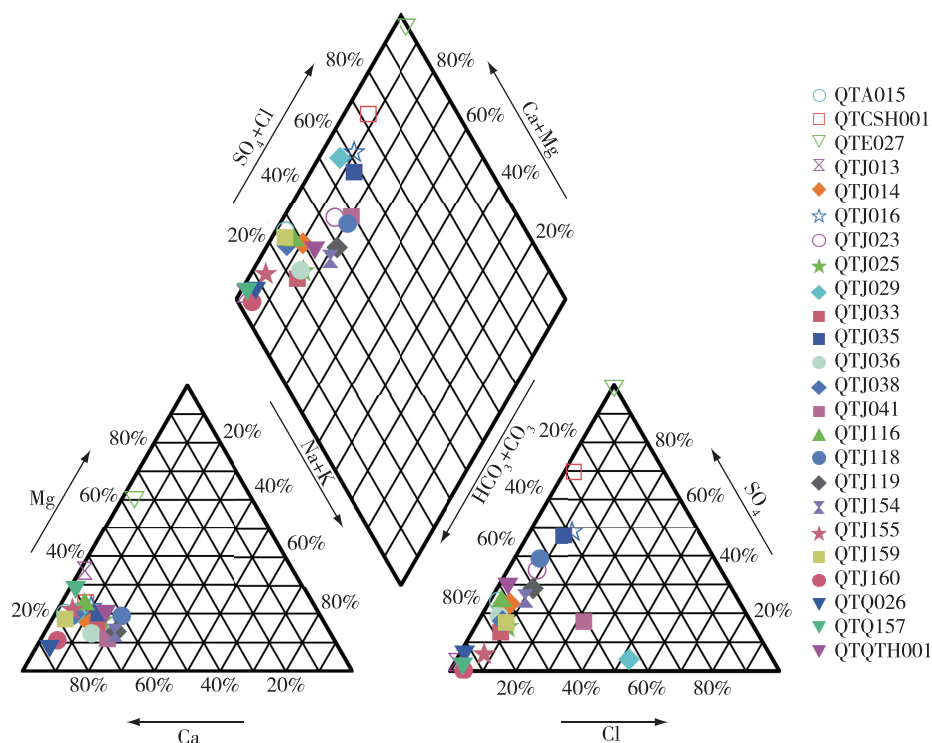 80%
80%
SO4+Cl
Ca+Mg
60%
60%
40%
40%
20%
20%
QTA015
QTCSH001
QTE027
QTJ013
QTJ014
QTJ016
QTJ023
QTJ025
QTJ029
QTJ033
QTJ035
QTJ036
QTJ038
QTJ041
QTJ116
QTJ118
QTJ119
QTJ154
QTJ155
QTJ159
QTJ160
QTQ026
QTQ157
QTQTH001
Na+K
HCO3+CO3
80%
20%
Mg
60%
40%
40%
60%
20%
80%
80%
60%
40%
20%
Ca
20%
80%
40%
60%
SO4
60%
40%
80%
20%
20%
40%
60%
80%
Cl